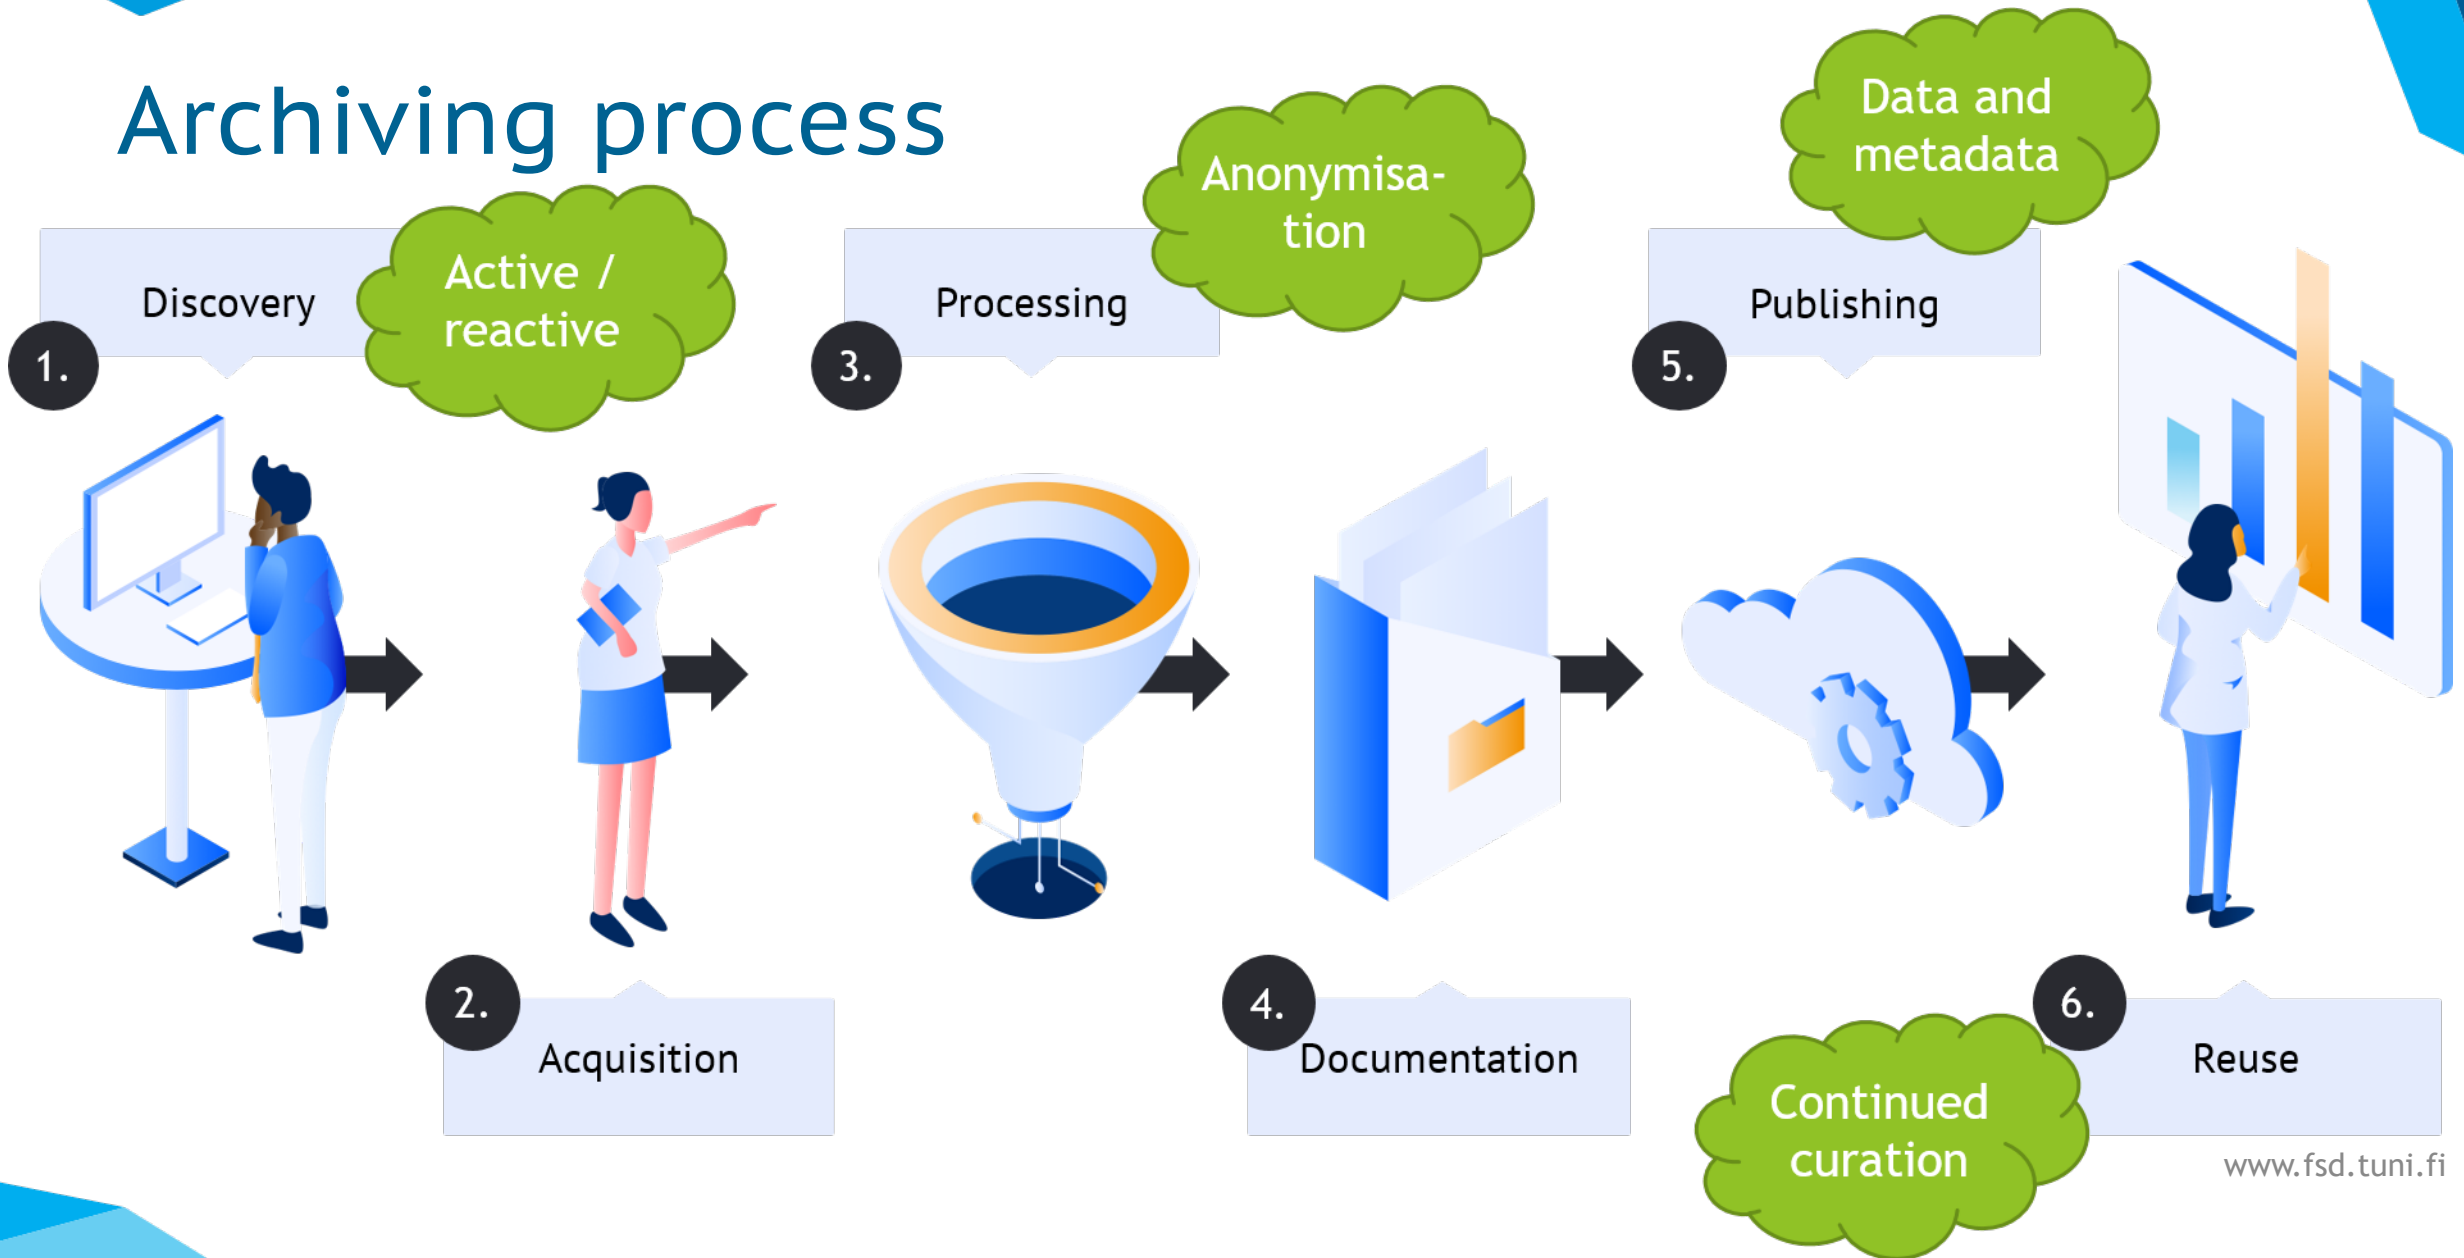 Archiving process
1.
Discovery
Active /
reactive
2.
Acquisition
3.
Processing
Anonymisa-
tion
4.
Documentation
5.
Publishing
Data and
metadata
6.
Reuse
Continued
curation
www.fsd.tuni.fi